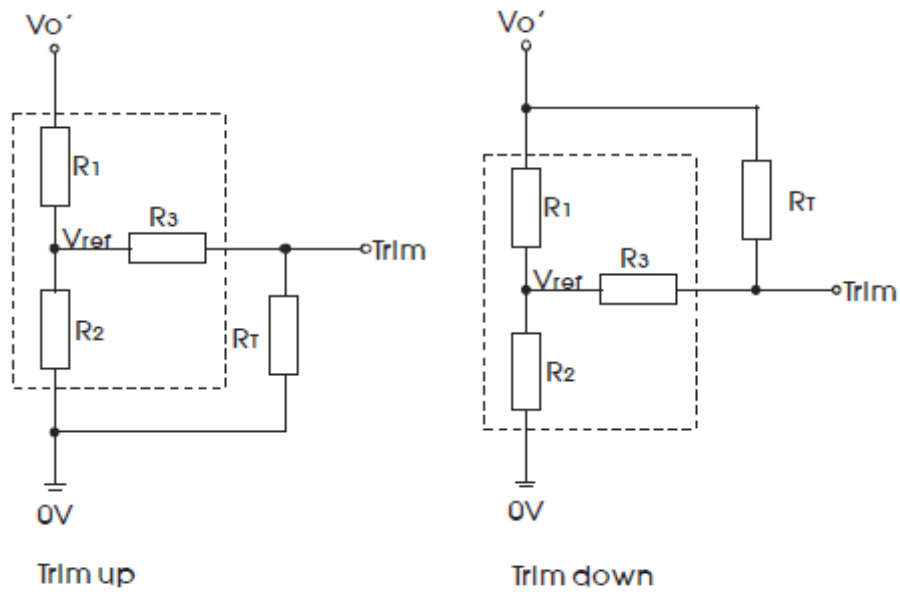 Vo′
R1
R3
Vref
Trim
R2
RT
0V
Trim up
Vo′
R1
RT
R3
Vref
Trim
R2
0V
Trim down